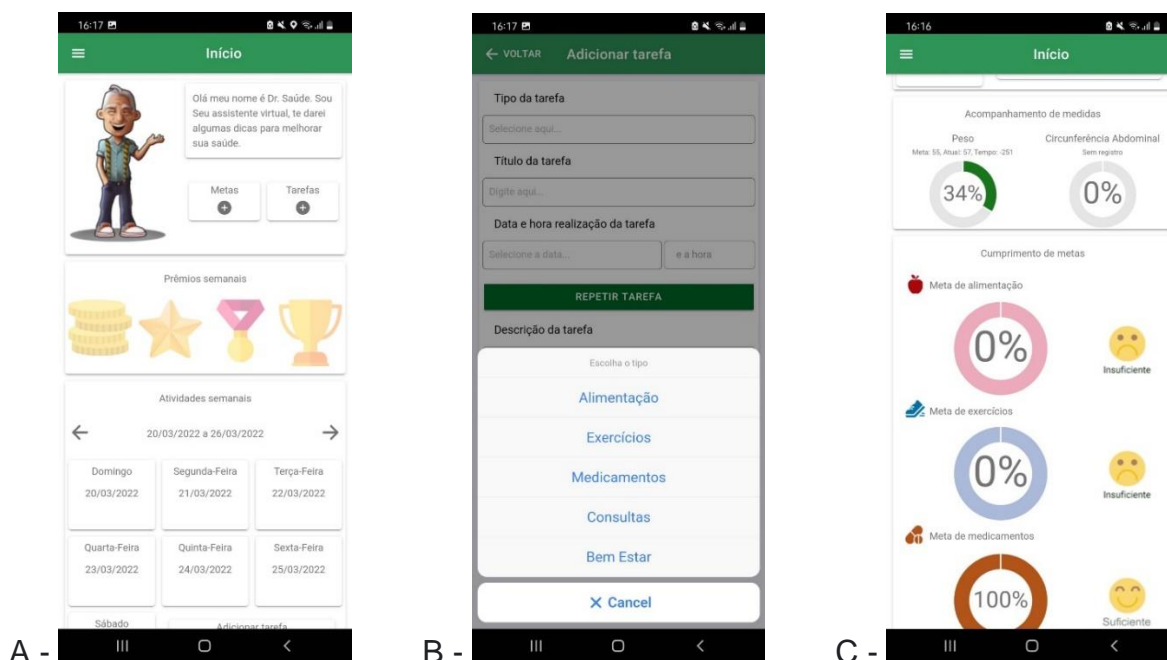 16:17
Início
Olá meu nome é Dr. Saúde. Sou
Seu assistente virtual, te darei
algumas dicas para melhorar
sua saúde.
Metas
Tarefas
Prêmios semanais
Atividades semanais
20/03/2022 a 26/03/2022
Domingo
20/03/2022
Segunda-Feira
21/03/2022
Terça-Feira
22/03/2022
Quarta-Feira
23/03/2022
Quinta-Feira
24/03/2022
Sexta-Feira
25/03/2022
Sábado
Adicionar tarefa
A -
16:17
VOLTAR
Adicionar tarefa
Tipo da tarefa
Selecione aqui...
Título da tarefa
Digite aqui...
Data e hora realização da tarefa
Selecione a data...
e a hora
REPETIR TAREFA
Descrição da tarefa
Escolha o tipo
Alimentação
Exercícios
Medicamentos
Consultas
Bem Estar
X Cancel
B -
16:16
Início
Acompanhamento de medidas
Peso
Meta: 55, Atual: 57, Tempo: -251
34%
Circunferência Abdominal
Sem registro
0%
Cumprimento de metas
Meta de alimentação
0%
Insuficiente
Meta de exercícios
0%
Insuficiente
Meta de medicamentos
100%
Suficiente
C -